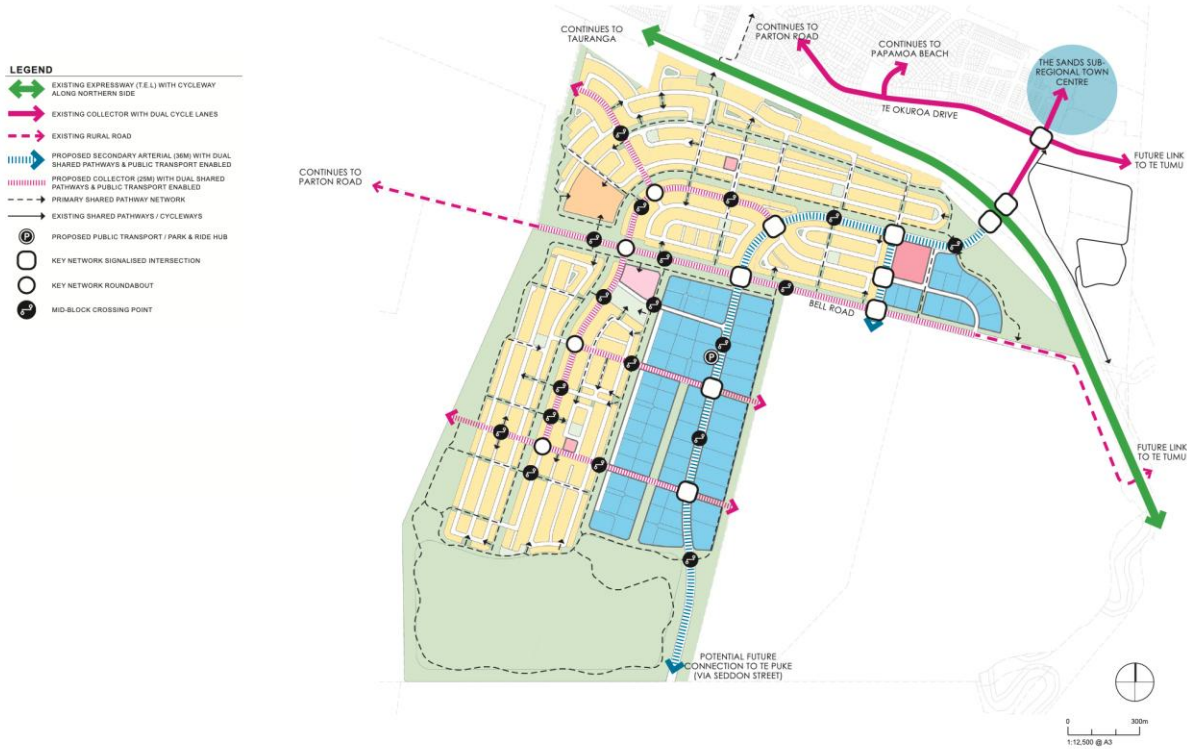 LEGEND
EXISTING EXPRESSWAY (T.E.L) WITH CYCLEWAY
ALONG NORTHERN SIDE
EXISTING COLLECTOR WITH DUAL CYCLE LANES
EXISTING RURAL ROAD
PROPOSED SECONDARY ARTERIAL (36M) WITH DUAL
SHARED PATHWAYS & PUBLIC TRANSPORT ENABLED
PROPOSED COLLECTOR (25M) WITH DUAL SHARED
PATHWAYS & PUBLIC TRANSPORT ENABLED
PRIMARY SHARED PATHWAY NETWORK
EXISTING SHARED PATHWAYS / CYCLEWAYS
P
PROPOSED PUBLIC TRANSPORT / PARK & RIDE HUB
KEY NETWORK SIGNALISED INTERSECTION
KEY NETWORK ROUNDABOUT
MID-BLOCK CROSSING POINT
CONTINUES TO
TAURANGA
CONTINUES TO
PARTON ROAD
CONTINUES TO
PAPAMOA BEACH
THE SANDS SUB-
REGIONAL TOWN
CENTRE
TE OKUROA DRIVE
FUTURE LINK
TO TE TUMU
CONTINUES TO
PARTON ROAD
BELL ROAD
P
FUTURE LINK
TO TE TUMU
POTENTIAL FUTURE
CONNECTION TO TE PUKE
(VIA SEDDON STREET)
0 300m
1:12,500 @ A3